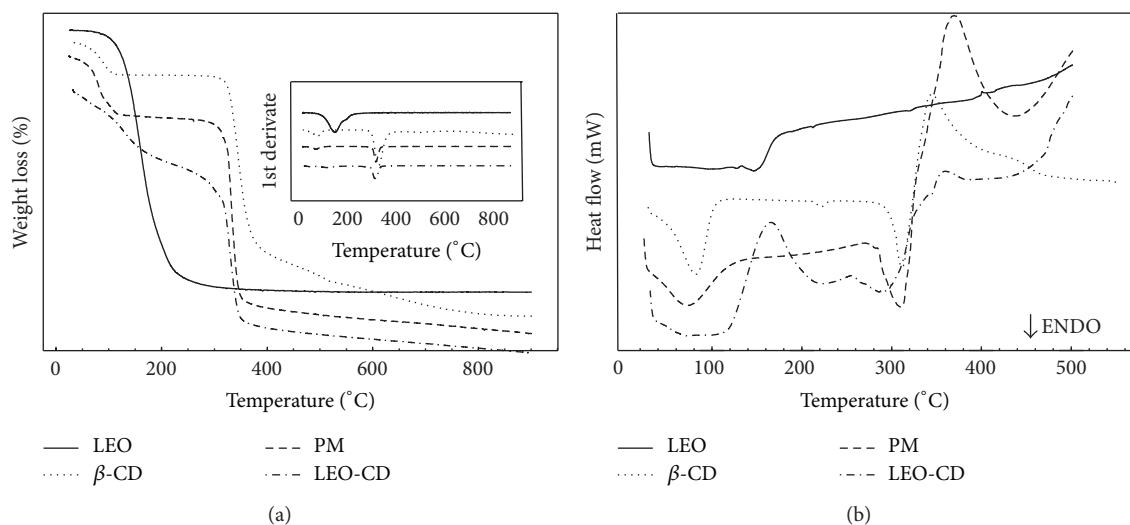 Weight loss (%)
1st derivate
0 200 400 600 800
Temperature (°C)
0 200 400 600 800
Temperature (°C)
LEO
PM
β-CD
LEO-CD
(a)
Heat flow (mW)
↓ ENDO
0 100 200 300 400 500
Temperature (°C)
LEO
PM
β-CD
LEO-CD
(b)